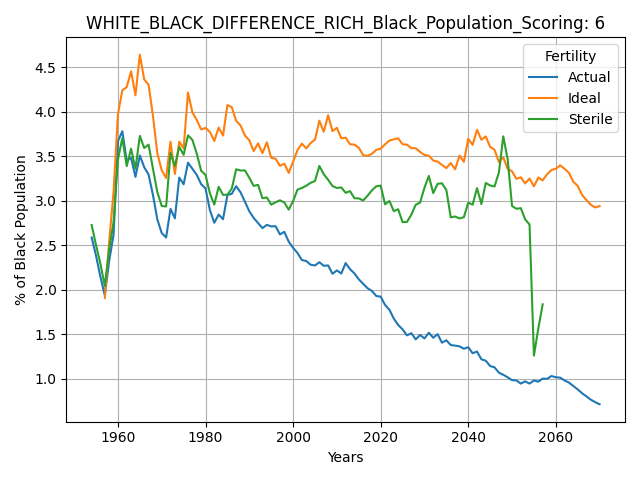 WHITE_BLACK_DIFFERENCE_RICH_Black_Population_Scoring: 6
Fertility
Actual
Ideal
Sterile
% of Black Population
4.5
4.0
3.5
3.0
2.5
2.0
1.5
1.0
1960
1980
2000
2020
2040
2060
Years